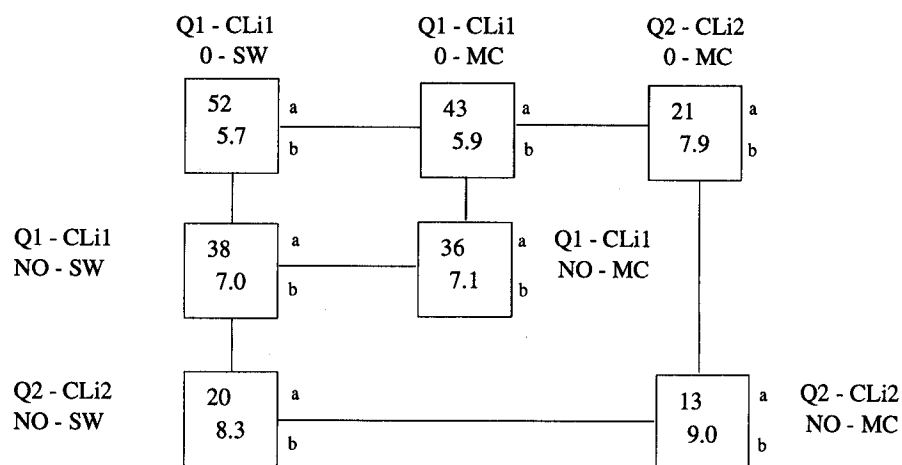 Q1 - CLi1
0 - SW
Q1 - CLi1
0 - MC
Q2 - CLi2
0 - MC
52
5.7
a
b
43
5.9
a
b
21
7.9
a
b
Q1 - CLi1
NO - SW
38
7.0
a
b
36
7.1
a
b
Q1 - CLi1
NO - MC
Q2 - CLi2
NO - SW
20
8.3
a
b
13
9.0
a
b
Q2 - CLi2
NO - MC